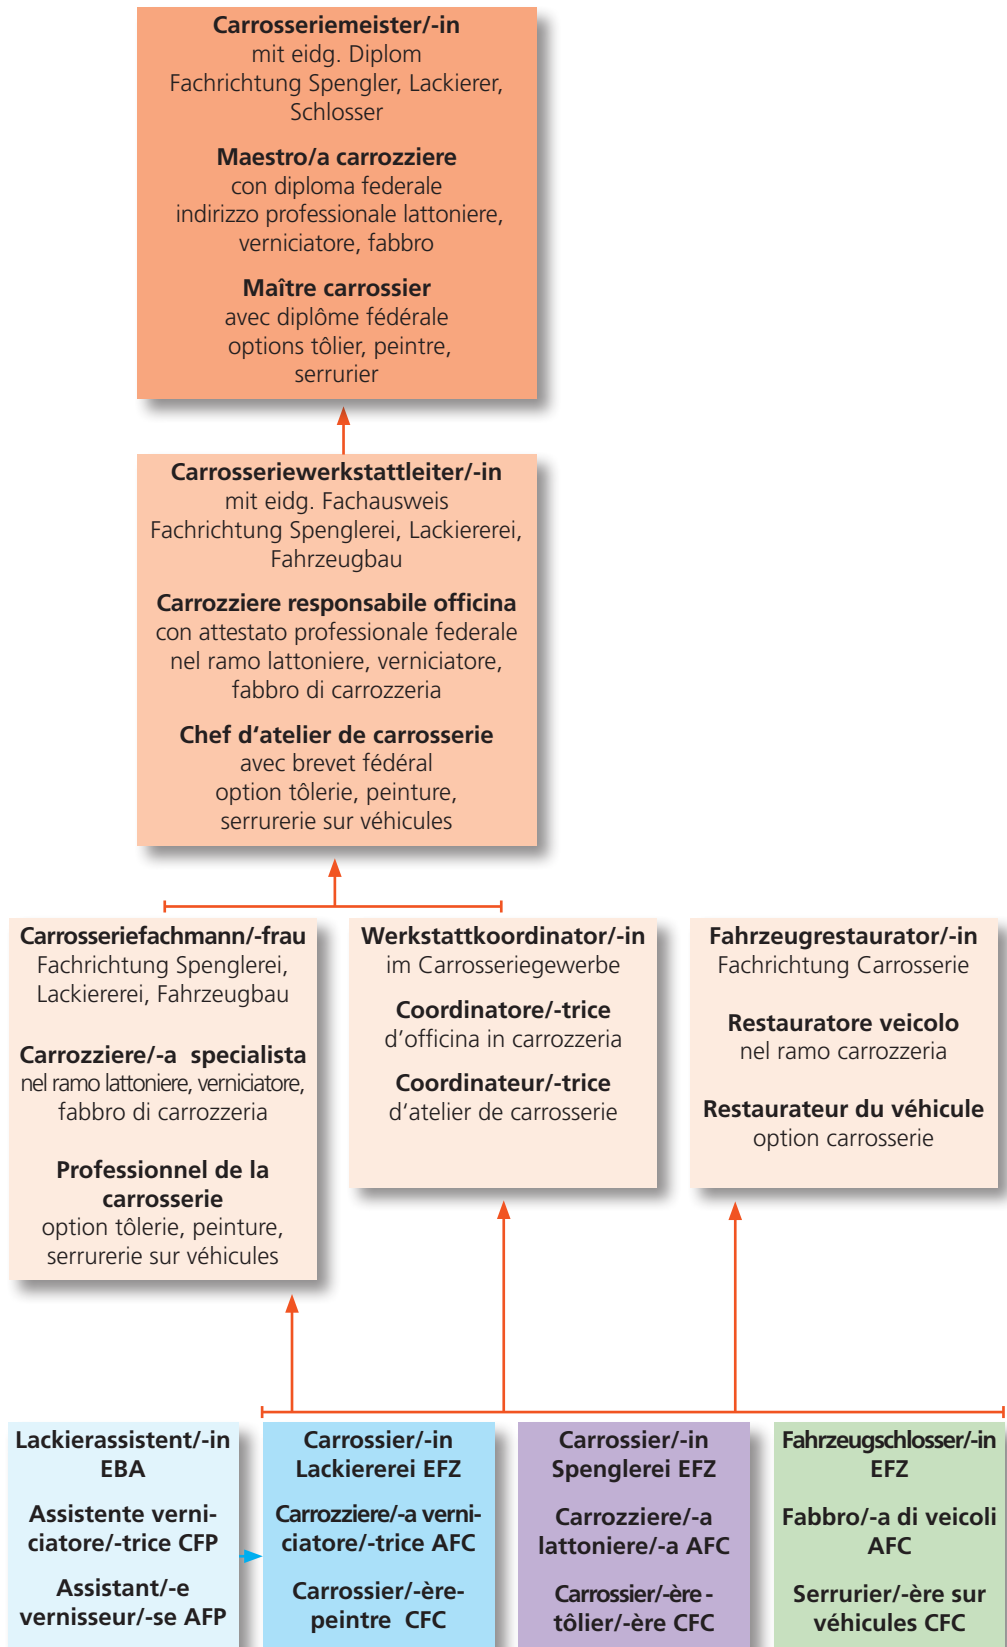 Carrosseriemeister/-in
mit eidg. Diplom
Fachrichtung Spengler, Lackierer,
Schlosser
Maestro/a carrozziere
con diploma federale
indirizzo professionale lattoniere,
verniciatore, fabbro
Maître carrossier
avec diplôme fédérale
options tôlier, peintre,
serrurier
Carrosseriewerkstattleiter/-in
mit eidg. Fachausweis
Fachrichtung Spenglerei, Lackiererei,
Fahrzeugbau
Carrozziere responsabile officina
con attestato professionale federale
nel ramo lattoniere, verniciatore,
fabbro di carrozzeria
Chef d‘atelier de carrosserie
avec brevet fédéral
option tôlerie, peinture,
serrurerie sur véhicules
Carrosseriefachmann/-frau
Fachrichtung Spenglerei,
Lackiererei, Fahrzeugbau
Carrozziere/-a specialista
nel ramo lattoniere, verniciatore,
fabbro di carrozzeria
Professionnel de la
carrosserie
option tôlerie, peinture,
serrurerie sur véhicules
Werkstattkoordinator/-in
im Carrosseriegewerbe
Coordinatore/-trice
d’officina in carrozzeria
Coordinateur/-trice
d'atelier de carrosserie
Fahrzeugrestaurator/-in
Fachrichtung Carrosserie
Restauratore veicolo
nel ramo carrozzeria
Restaurateur du véhicule
option carrosserie
Lackierassistent/-in
EBA
Assistente verni-
ciatore/-trice CFP
Assistant/-e
vernisseur/-se AFP
Carrossier/-in
Lackiererei EFZ
Carrozziere/-a verni-
ciatore/-trice AFC
Carrossier/-ère-
peintre CFC
Carrossier/-in
Spenglerei EFZ
Carrozziere/-a
lattoniere/-a AFC
Carrossier/-ère -
tôlier/-ère CFC
Fahrzeugschlosser/-in
EFZ
Fabbro/-a di veicoli
AFC
Serrurier/-ère sur
véhicules CFC